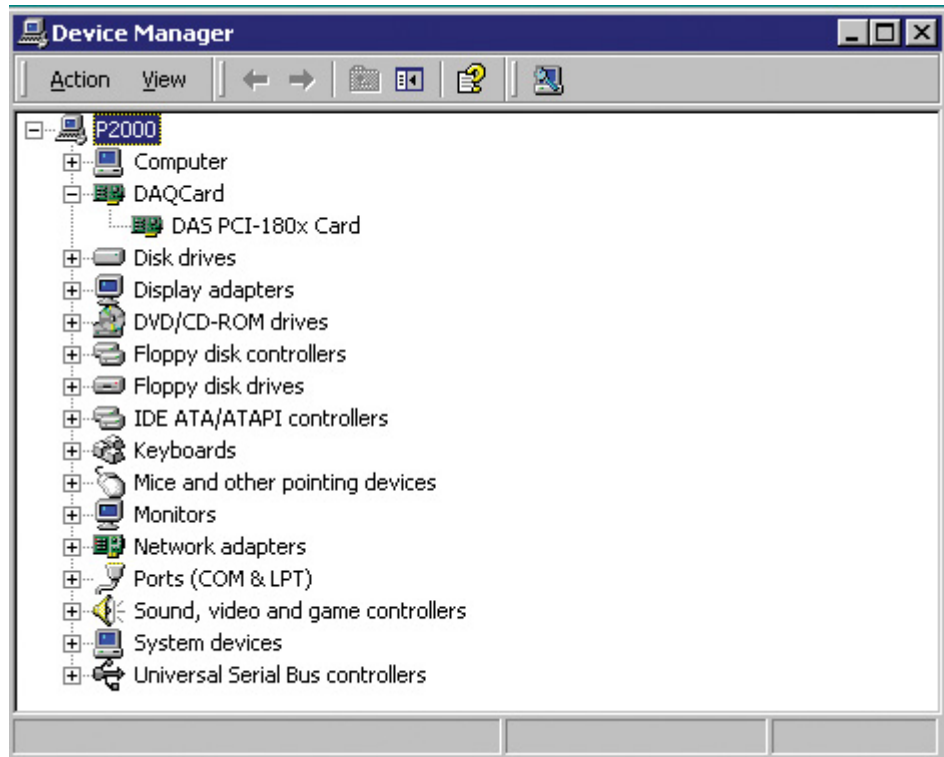 Device Manager
Action View
P2000
Computer
DAQCard
DAS PCI-180x Card
Disk drives
Display adapters
DVD/CD-ROM drives
Floppy disk controllers
Floppy disk drives
IDE ATA/ATAPI controllers
Keyboards
Mice and other pointing devices
Monitors
Network adapters
Ports (COM & LPT)
Sound, video and game controllers
System devices
Universal Serial Bus controllers